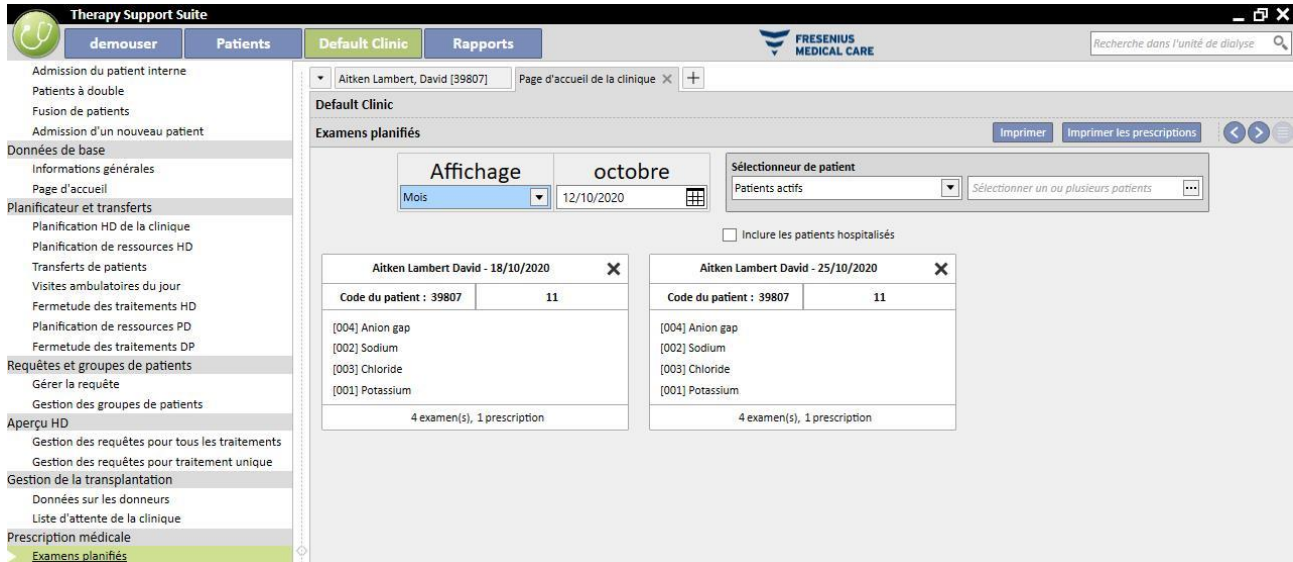 Therapy Support Suite
demouser Patients Default Clinic Rapports
FRESENIUS
MEDICAL CARE
Recherche dans l'unité de dialyse
Admission du patient interne
Patients à double
Fusion de patients
Admission d'un nouveau patient
Données de base
Informations générales
Page d'accueil
Planificateur et transferts
Planification HD de la clinique
Planification de ressources HD
Transferts de patients
Visites ambulatoires du jour
Fermetude des traitements HD
Planification de ressources PD
Fermetude des traitements DP
Requêtes et groupes de patients
Gérer la requête
Gestion des groupes de patients
Aperçu HD
Gestion des requêtes pour tous les traitements
Gestion des requêtes pour traitement unique
Gestion de la transplantation
Données sur les donneurs
Liste d'attente de la clinique
Prescription médicale
Examens planifiés
Aitken Lambert, David [39807] Page d'accueil de la clinique
Default Clinic
Examens planifiés Imprimer Imprimer les prescriptions
Affichage octobre
Mois 12/10/2020
Sélectionneur de patient
Patients actifs Sélectionner un ou plusieurs patients
Inclure les patients hospitalisés
Aitken Lambert David - 18/10/2020
Code du patient : 39807 11
[004] Anion gap
[002] Sodium
[003] Chloride
[001] Potassium
4 examen(s), 1 prescription
Aitken Lambert David - 25/10/2020
Code du patient : 39807 11
[004] Anion gap
[002] Sodium
[003] Chloride
[001] Potassium
4 examen(s), 1 prescription